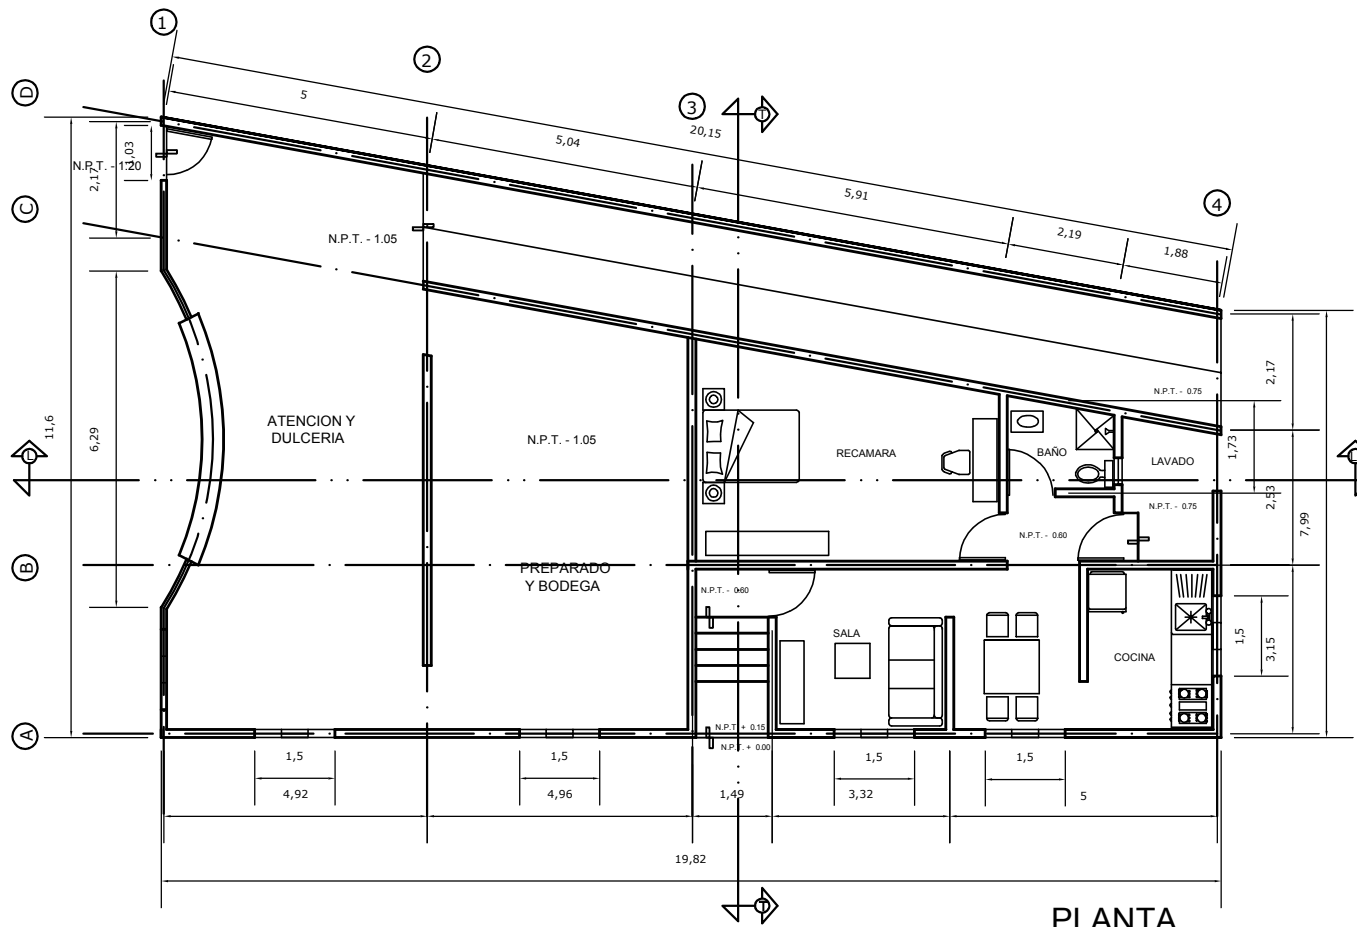 1
2
3
4
D
C
B
A
5
5,04
20,15
5,91
2,19
1,88
T
N.P.T. - 1.20
1,03
2,17
N.P.T. - 1.05
11,6
6,29
ATENCION Y
DULCERIA
N.P.T. - 1.05
PREPARADO
Y BODEGA
RECAMARA
BAÑO
LAVADO
N.P.T. - 0.75
N.P.T. - 0.75
N.P.T. - 0.60
N.P.T. - 0.60
SALA
COCINA
N.P.T. + 0.15
N.P.T. + 0.00
2,17
1,73
2,53
7,99
1,5
3,15
L
L
1,5
1,5
1,5
1,5
4,92
4,96
1,49
3,32
5
19,82
T
PLANTA